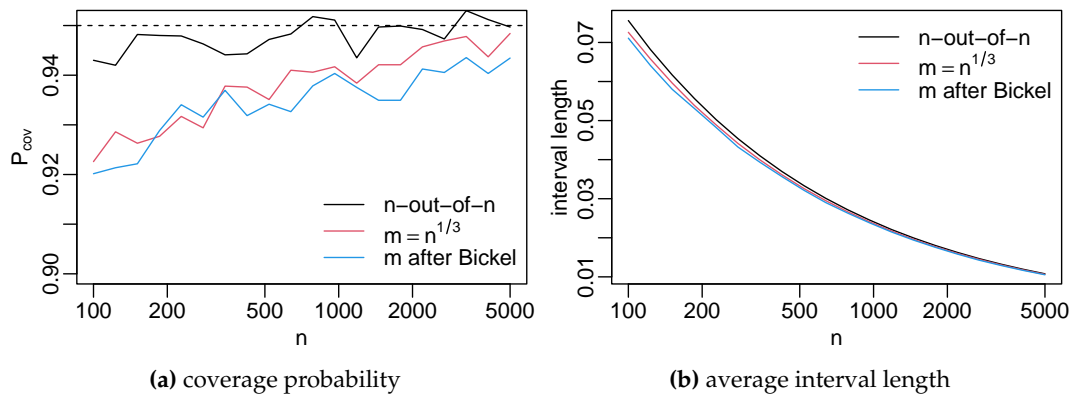 0.90 0.92 0.94
P_cov
100 200 500 1000 2000 5000
n
n−out−of−n
m = n^{1/3}
m after Bickel
(a) coverage probability
0.01 0.03 0.05 0.07
interval length
100 200 500 1000 2000 5000
n
n−out−of−n
m = n^{1/3}
m after Bickel
(b) average interval length